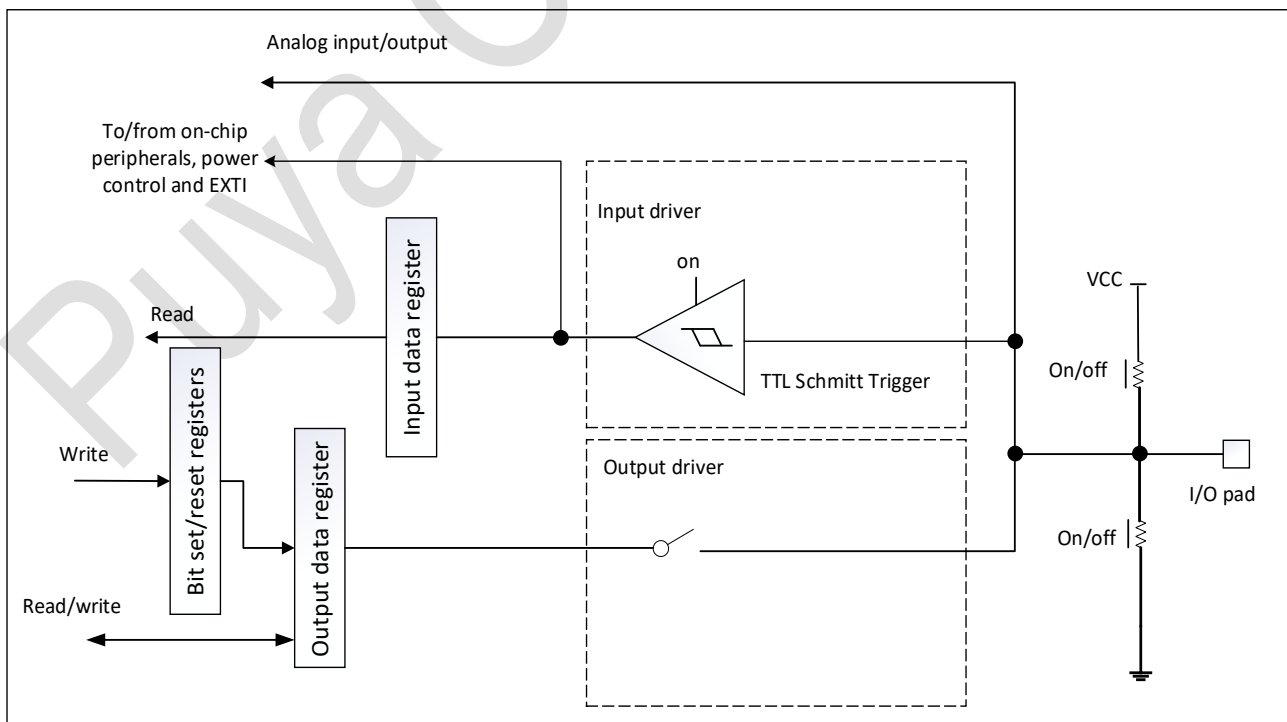 Analog input/output
To/from on-chip
peripherals, power
control and EXTI
Input driver
on
VCC
Read
Input data register
TTL Schmitt Trigger
On/off
Bit set/reset registers
Write
Output data register
Output driver
I/O pad
On/off
Read/write
Puya